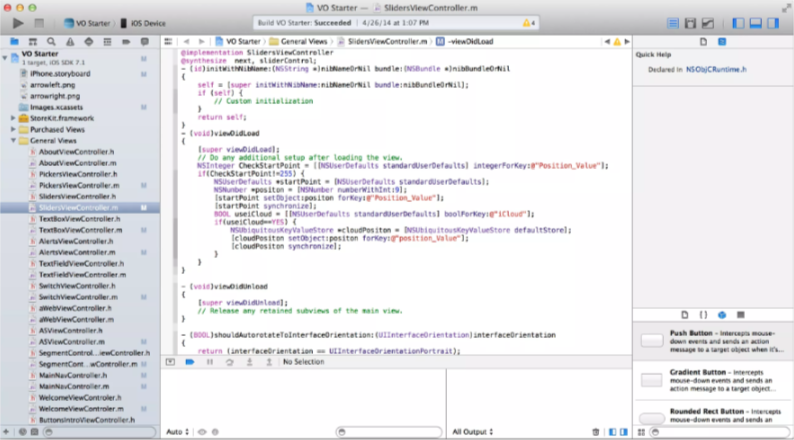 VO Starter — SlidersViewController.m
VO Starter
iOS Device
Build VO Starter: Succeeded | 4/26/14 at 1:07 PM
4
VO Starter
General Views
SlidersViewController.m
-viewDidLoad
VO Starter
1 target, iOS SDK 7.1
iPhone.storyboard
arrowleft.png
arrowright.png
Images.xcassets
StoreKit.framework
Purchased Views
General Views
AboutViewController.h
AboutViewController.m
PickersViewController.h
PickersViewController.m
SlidersViewController.h
SlidersViewController.m
TextBoxViewController.h
TextBoxViewController.m
AlertsViewController.h
AlertsViewController.m
TextFieldViewController.h
TextFieldViewController.m
SwitchViewController.h
SwitchViewController.m
aWebViewController.h
aWebViewController.m
ASViewController.h
ASViewController.m
SegmentControl...iewController.h
SegmentCont...wController.m
MainNavController.h
MainNavController.m
WelcomeViewControler.h
WelcomeViewControler.m
ButtonsIntroViewController.h
@implementation SlidersViewController
@synthesize next, sliderControl;
- (id)initWithNibName:(NSString *)nibNameOrNil bundle:(NSBundle *)nibBundleOrNil
{
self = [super initWithNibName:nibNameOrNil bundle:nibBundleOrNil];
if (self) {
// Custom initialization
}
return self;
}
- (void)viewDidLoad
{
[super viewDidLoad];
// Do any additional setup after loading the view.
NSInteger CheckStartPoint = [[NSUserDefaults standardUserDefaults] integerForKey:@"Position_Value"];
if(CheckStartPoint!=255) {
NSUserDefaults *startPoint = [NSUserDefaults standardUserDefaults];
NSNumber *positon = [NSNumber numberWithInt:9];
[startPoint setObject:positon forKey:@"Position_Value"];
[startPoint synchronize];
BOOL useiCloud = [[NSUserDefaults standardUserDefaults] boolForKey:@"iCloud"];
if(useiCloud==YES) {
NSUbiquitousKeyValueStore *cloudPositon = [NSUbiquitousKeyValueStore defaultStore];
[cloudPositon setObject:positon forKey:@"position_Value"];
[cloudPositon synchronize];
}
}
}
- (void)viewDidUnload
{
[super viewDidUnload];
// Release any retained subviews of the main view.
}
- (BOOL)shouldAutorotateToInterfaceOrientation:(UIInterfaceOrientation)interfaceOrientation
{
return (interfaceOrientation == UIInterfaceOrientationPortrait);
No Selection
Auto
All Output
Quick Help
Declared in NSObjCRuntime.h
Push Button - Intercepts mouse-
down events and sends an action
message to a target object when it's...
Gradient Button - Intercepts
mouse-down events and sends an
action message to a target object...
Rounded Rect Button - Intercepts
mouse-down events and sends an